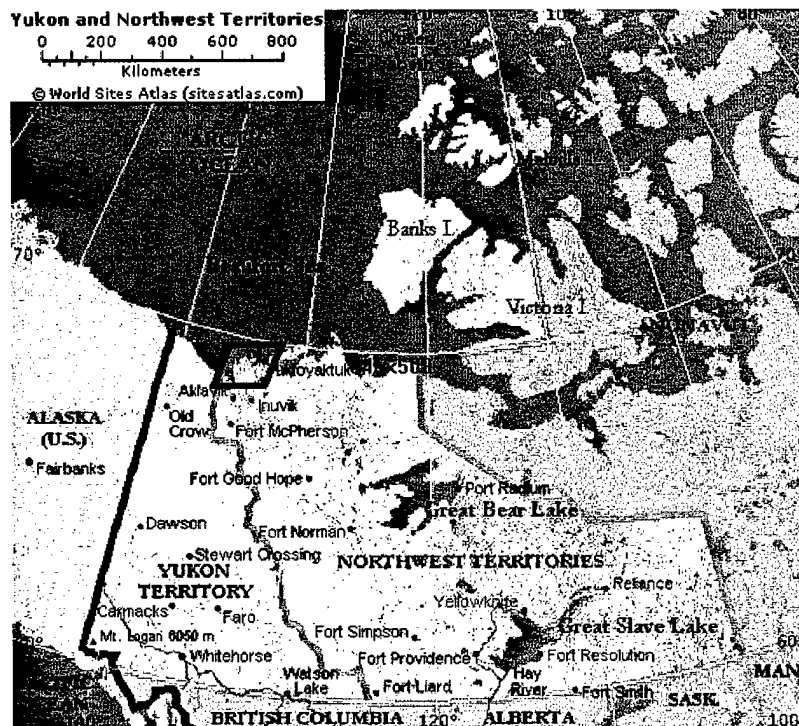 Yukon and Northwest Territories
0 200 400 600 800
Kilometers
© World Sites Atlas (sitesatlas.com)
Banks I.
70°
Victoria I.
Aklavik
Inuvik
ALASKA
(U.S.)
Old
Crow
Fort McPherson
Fairbanks
Fort Good Hope
Port Radium
Great Bear Lake
Dawson
Fort Norman
Stewart Crossing
NORTHWEST TERRITORIES
YUKON
TERRITORY
Reliance
Yellowknife
Carmacks
Faro
Great Slave Lake
Fort Simpson
Mt. Logan 6050 m
60
Whitehorse
Fort Providence
Fort Resolution
Hay
River
MAN
Watson
Lake
Fort Liard
Fort Smith
SASK.
BRITISH COLUMBIA
120°
ALBERTA
100